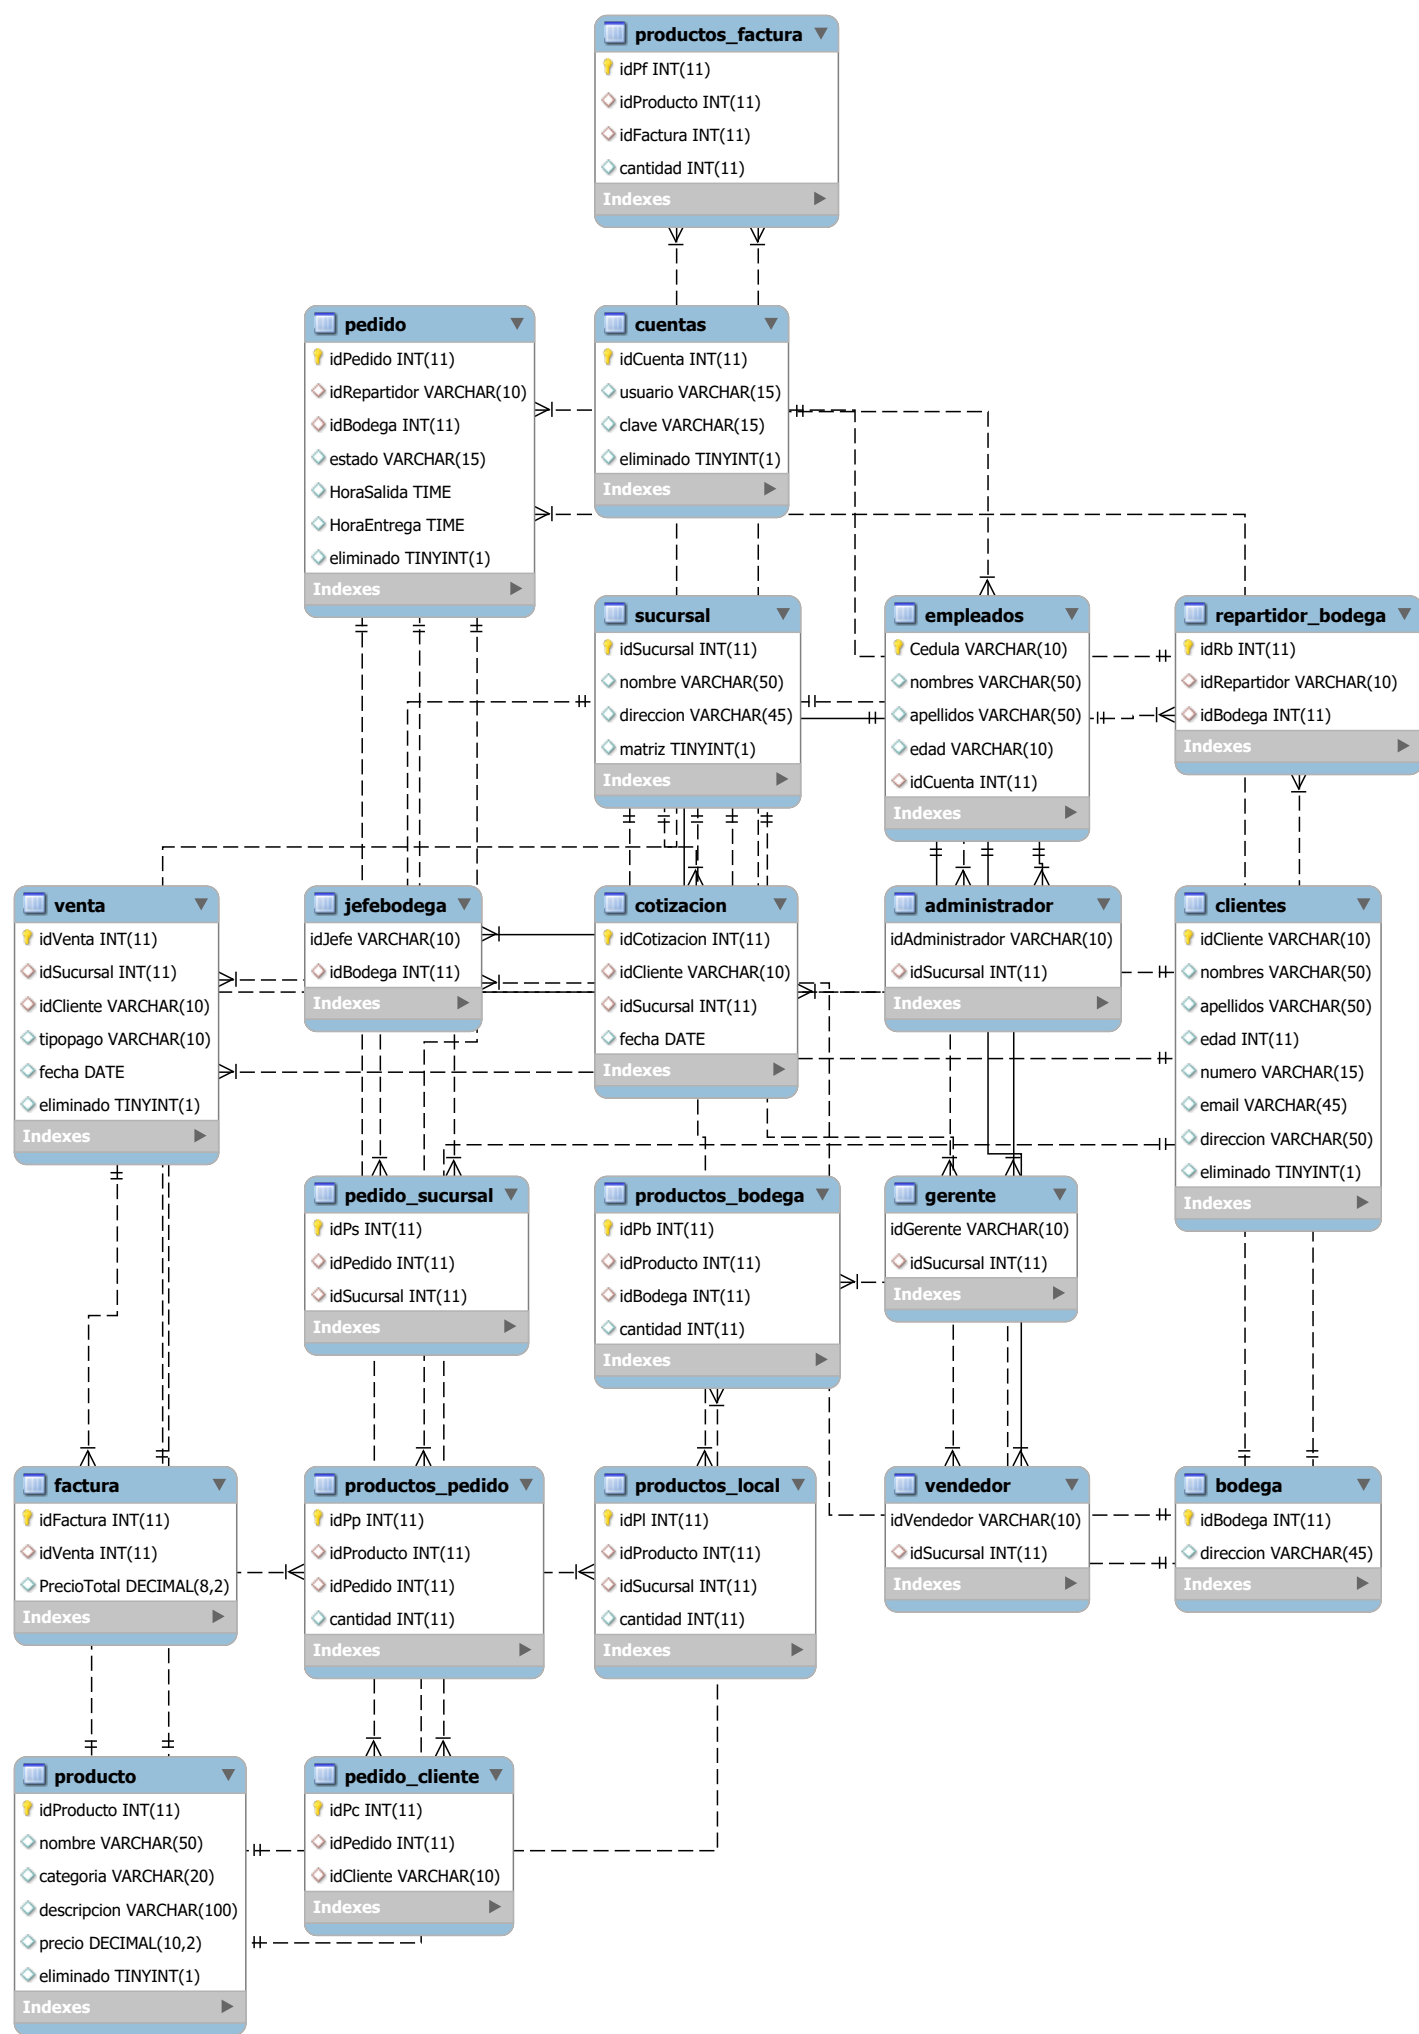 productos_factura
idPf INT(11)
idProducto INT(11)
idFactura INT(11)
cantidad INT(11)
Indexes
pedido
idPedido INT(11)
idRepartidor VARCHAR(10)
idBodega INT(11)
estado VARCHAR(15)
HoraSalida TIME
HoraEntrega TIME
eliminado TINYINT(1)
Indexes
cuentas
idCuenta INT(11)
usuario VARCHAR(15)
clave VARCHAR(15)
eliminado TINYINT(1)
Indexes
sucursal
idSucursal INT(11)
nombre VARCHAR(50)
direccion VARCHAR(45)
matriz TINYINT(1)
Indexes
empleados
Cedula VARCHAR(10)
nombres VARCHAR(50)
apellidos VARCHAR(50)
edad VARCHAR(10)
idCuenta INT(11)
Indexes
repartidor_bodega
idRb INT(11)
idRepartidor VARCHAR(10)
idBodega INT(11)
Indexes
venta
idVenta INT(11)
idSucursal INT(11)
idCliente VARCHAR(10)
tipopago VARCHAR(10)
fecha DATE
eliminado TINYINT(1)
Indexes
jefebodega
idJefe VARCHAR(10)
idBodega INT(11)
Indexes
cotizacion
idCotizacion INT(11)
idCliente VARCHAR(10)
idSucursal INT(11)
fecha DATE
Indexes
administrador
idAdministrador VARCHAR(10)
idSucursal INT(11)
Indexes
clientes
idCliente VARCHAR(10)
nombres VARCHAR(50)
apellidos VARCHAR(50)
edad INT(11)
numero VARCHAR(15)
email VARCHAR(45)
direccion VARCHAR(50)
eliminado TINYINT(1)
Indexes
pedido_sucursal
idPs INT(11)
idPedido INT(11)
idSucursal INT(11)
Indexes
productos_bodega
idPb INT(11)
idProducto INT(11)
idBodega INT(11)
cantidad INT(11)
Indexes
gerente
idGerente VARCHAR(10)
idSucursal INT(11)
Indexes
factura
idFactura INT(11)
idVenta INT(11)
PrecioTotal DECIMAL(8,2)
Indexes
productos_pedido
idPp INT(11)
idProducto INT(11)
idPedido INT(11)
cantidad INT(11)
Indexes
productos_local
idPl INT(11)
idProducto INT(11)
idSucursal INT(11)
cantidad INT(11)
Indexes
vendedor
idVendedor VARCHAR(10)
idSucursal INT(11)
Indexes
bodega
idBodega INT(11)
direccion VARCHAR(45)
Indexes
producto
idProducto INT(11)
nombre VARCHAR(50)
categoria VARCHAR(20)
descripcion VARCHAR(100)
precio DECIMAL(10,2)
eliminado TINYINT(1)
Indexes
pedido_cliente
idPc INT(11)
idPedido INT(11)
idCliente VARCHAR(10)
Indexes